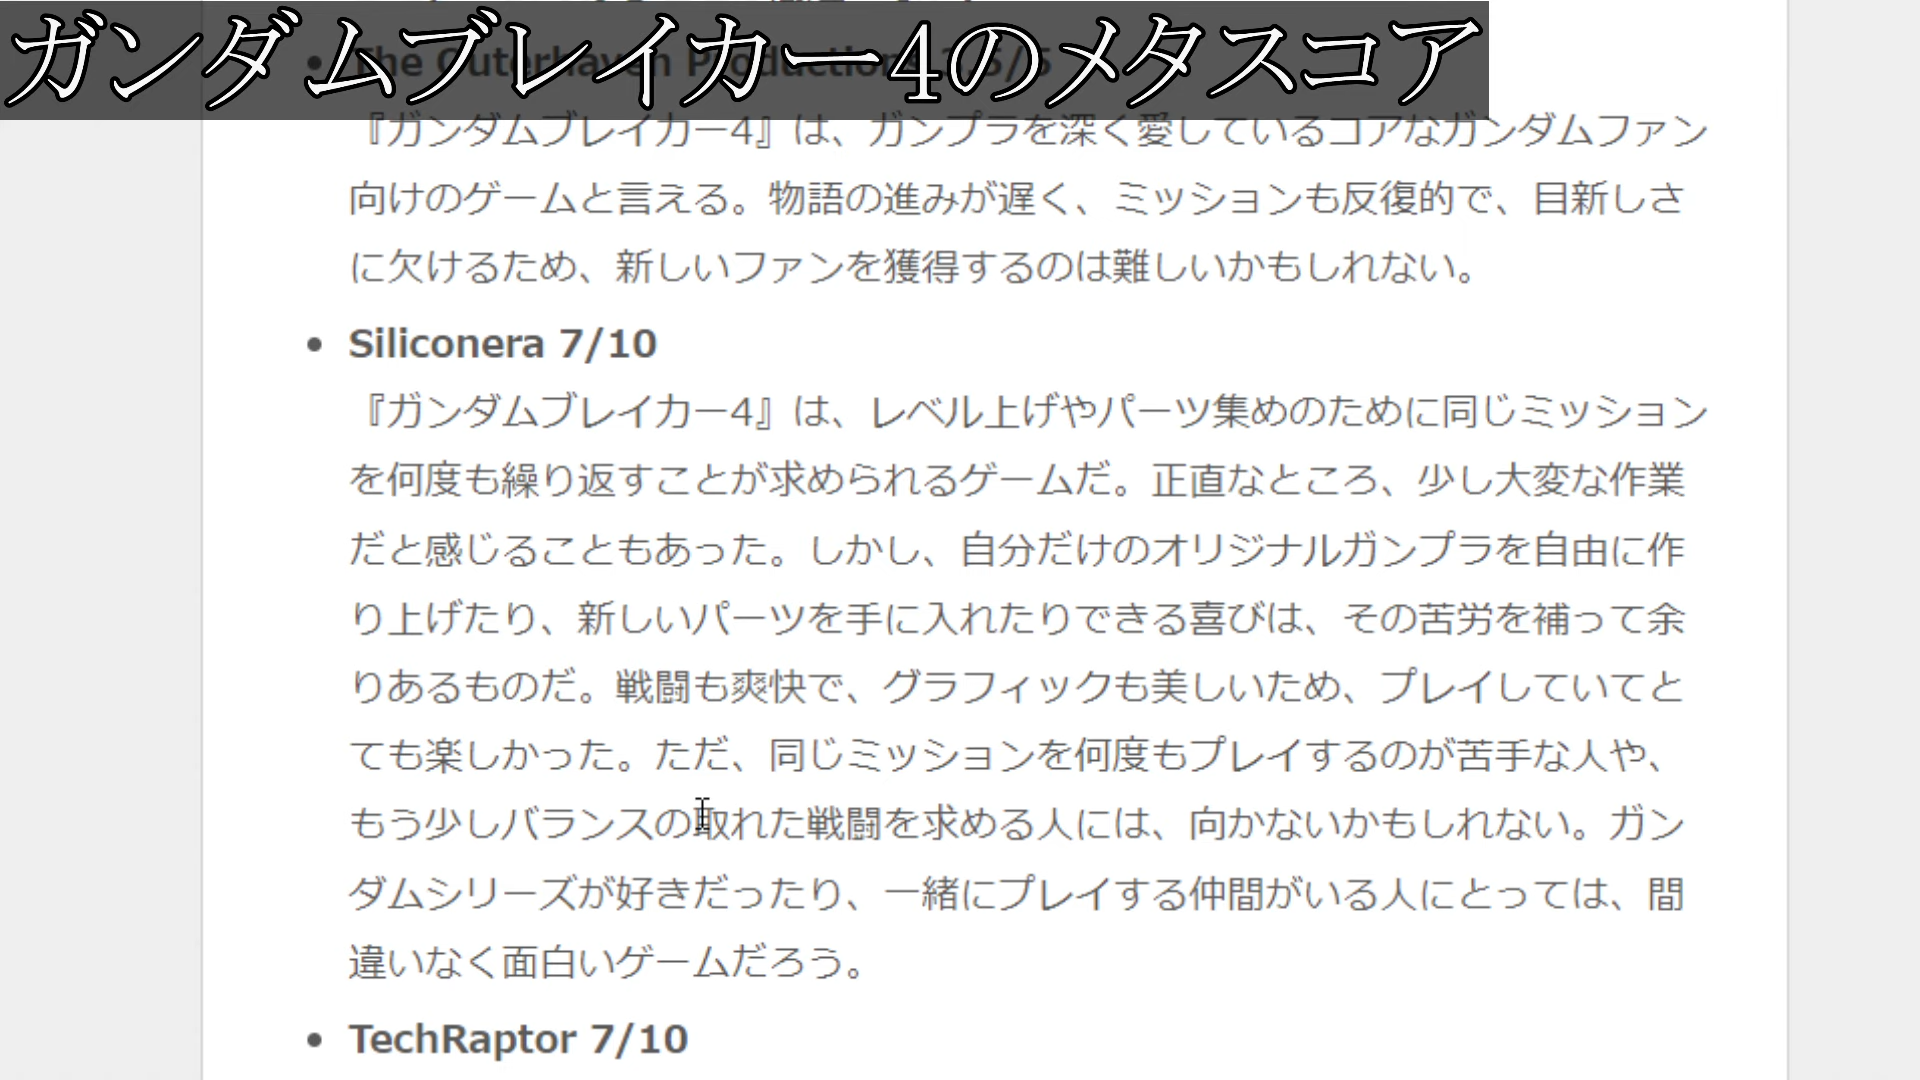 ガンダムブレイカー4のメタスコア
The Outerhaven Productions 3.5/5
『ガンダムブレイカー4』は、ガンプラを深く愛しているコアなガンダムファン
向けのゲームと言える。物語の進みが遅く、ミッションも反復的で、目新しさ
に欠けるため、新しいファンを獲得するのは難しいかもしれない。
• Siliconera 7/10
『ガンダムブレイカー4』は、レベル上げやパーツ集めのために同じミッション
を何度も繰り返すことが求められるゲームだ。正直なところ、少し大変な作業
だと感じることもあった。しかし、自分だけのオリジナルガンプラを自由に作
り上げたり、新しいパーツを手に入れたりできる喜びは、その苦労を補って余
りあるものだ。戦闘も爽快で、グラフィックも美しいため、プレイしていてと
ても楽しかった。ただ、同じミッションを何度もプレイするのが苦手な人や、
もう少しバランスの取れた戦闘を求める人には、向かないかもしれない。ガン
ダムシリーズが好きだったり、一緒にプレイする仲間がいる人にとっては、間
違いなく面白いゲームだろう。
• TechRaptor 7/10